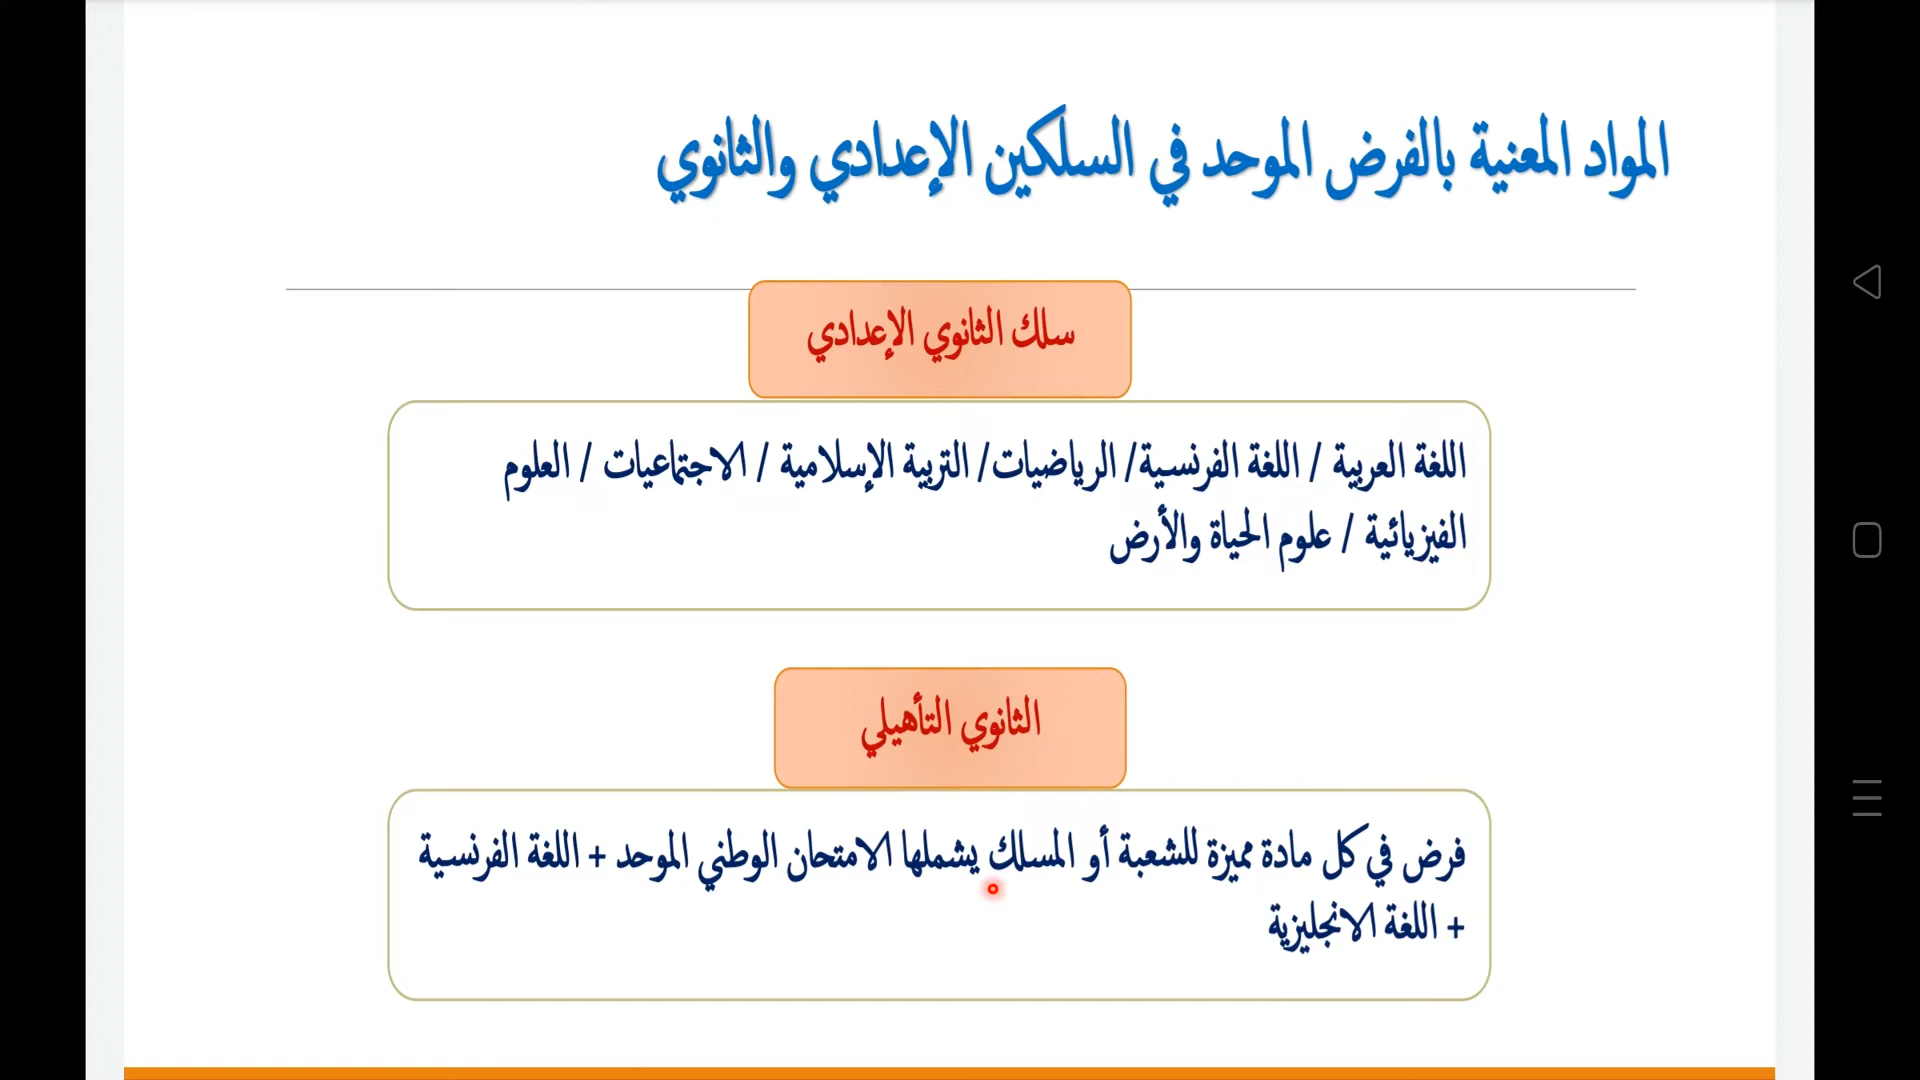 المواد المعنية بالفرض الموحد في السلكين الإعدادي والثانوي
سلك الثانوي الإعدادي
اللغة العربية / اللغة الفرنسية/ الرياضيات/ التربية الإسلامية / الاجتماعيات / العلوم
الفيزيائية / علوم الحياة والأرض
الثانوي التأهيلي
فرض في كل مادة مميزة للشعبة أو المسلك يشملها الامتحان الوطني الموحد + اللغة الفرنسية
+ اللغة الانجليزية